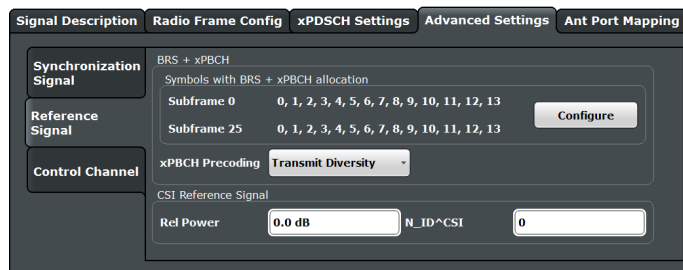 Signal Description Radio Frame Config xPDSCH Settings Advanced Settings Ant Port Mapping
Synchronization
Signal
Reference
Signal
Control Channel
BRS + xPBCH
Symbols with BRS + xPBCH allocation
Subframe 0 0, 1, 2, 3, 4, 5, 6, 7, 8, 9, 10, 11, 12, 13
Subframe 25 0, 1, 2, 3, 4, 5, 6, 7, 8, 9, 10, 11, 12, 13
Configure
xPBCH Precoding Transmit Diversity
CSI Reference Signal
Rel Power 0.0 dB N_ID^CSI 0